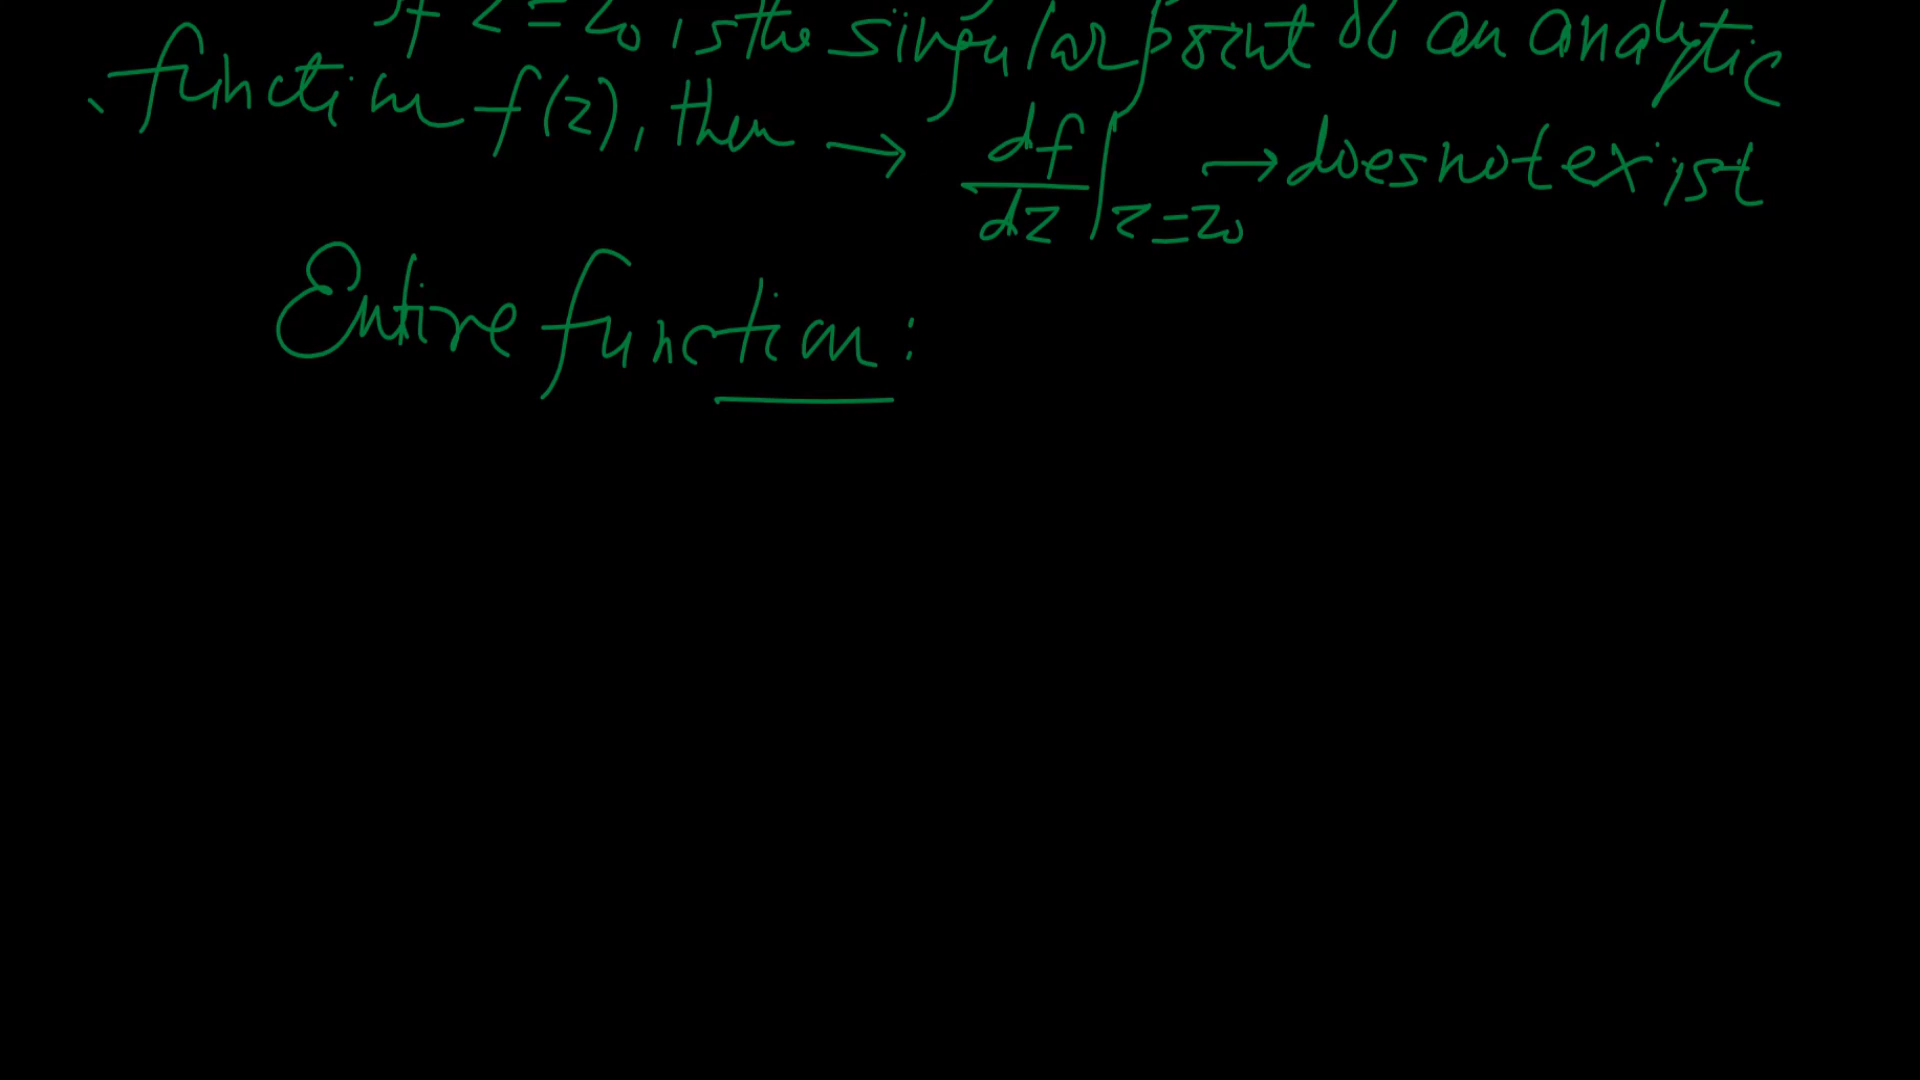 If z = z₀ is the singular point of an analytic
function f(z), then → df/dz|z=z₀ → does not exist
Entire function: